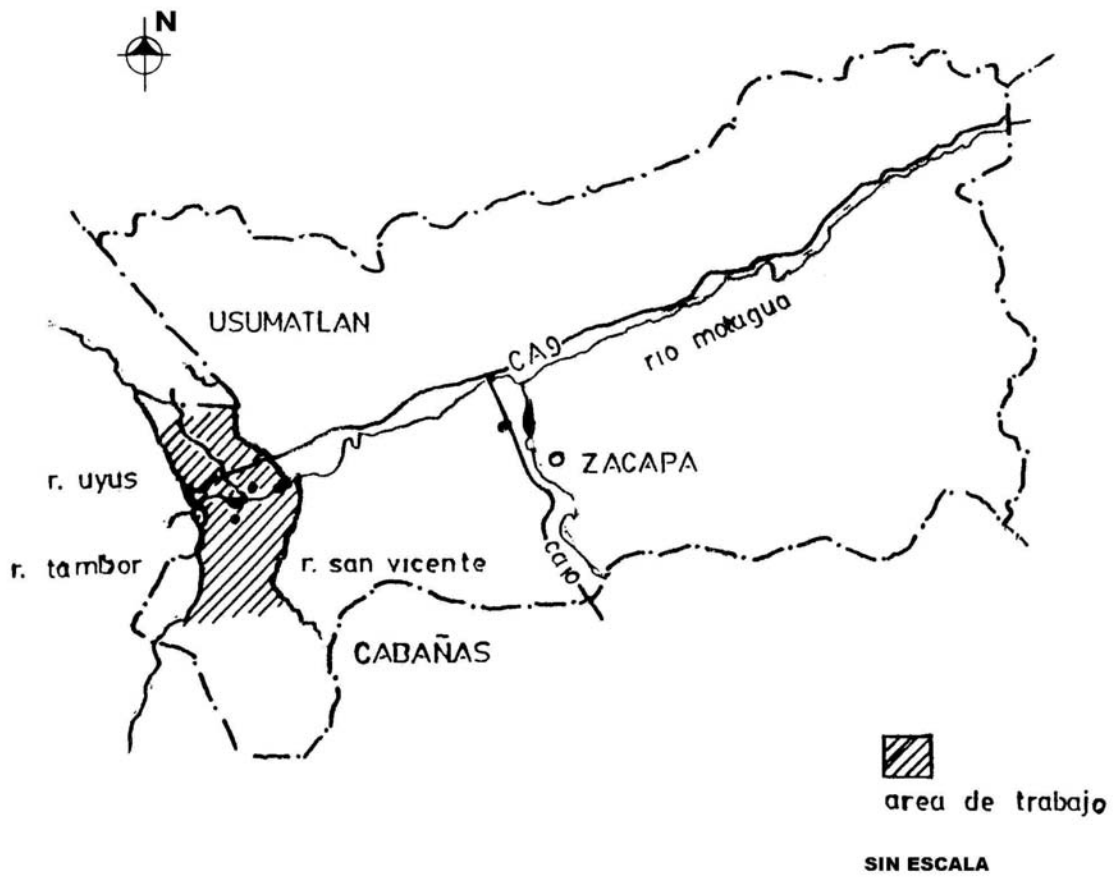 N
USUMATLAN
CA9
rio motagua
r. uyus
ZACAPA
r. tambor
r. san vicente
CA10
CABAÑAS
area de trabajo
SIN ESCALA